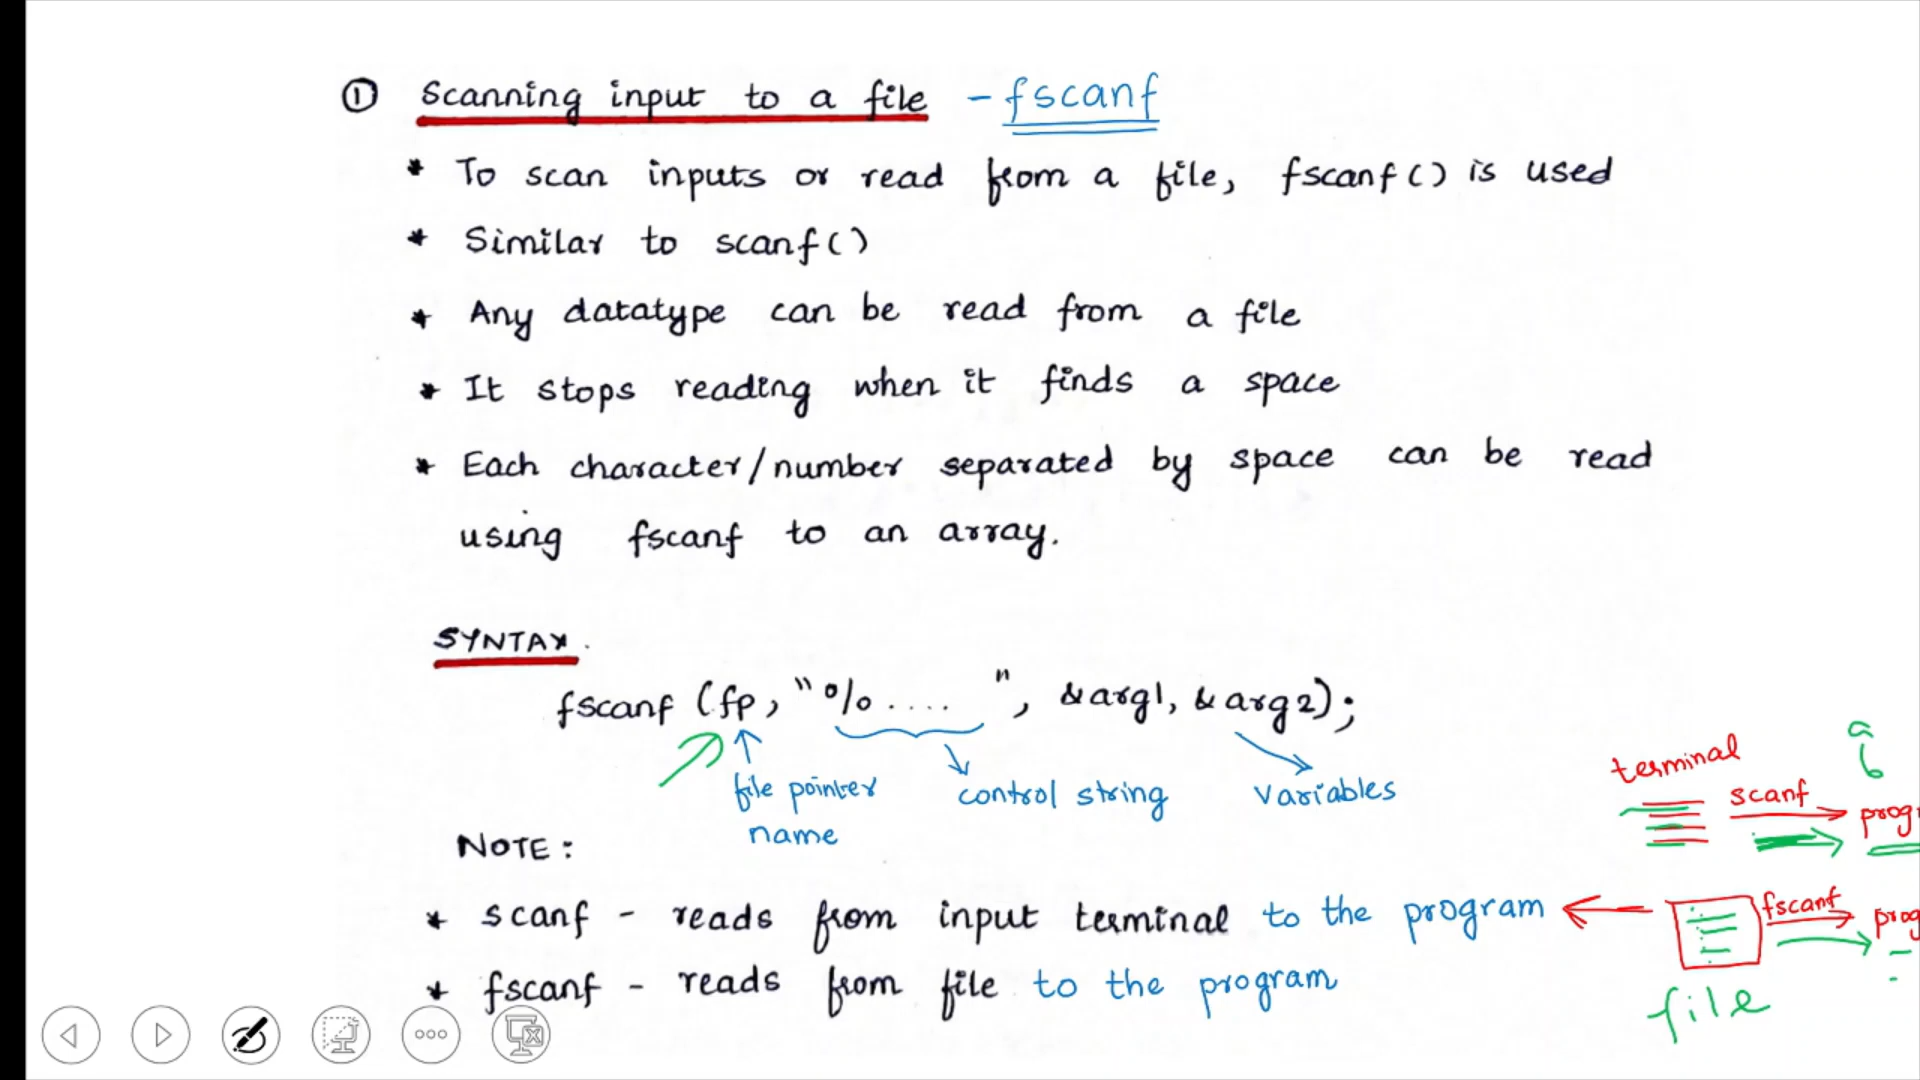 ① Scanning input to a file - fscanf
* To scan inputs or read from a file, fscanf() is used
* Similar to scanf()
* Any datatype can be read from a file
* It stops reading when it finds a space
* Each character/number separated by space can be read
using fscanf to an array.
SYNTAX.
fscanf (fp, "%....", &arg1, &arg2);
file pointer
name
control string
variables
NOTE:
* scanf - reads from input terminal to the program
* fscanf - reads from file to the program
a
b
terminal
scanf
progr
fscanf
prog
file